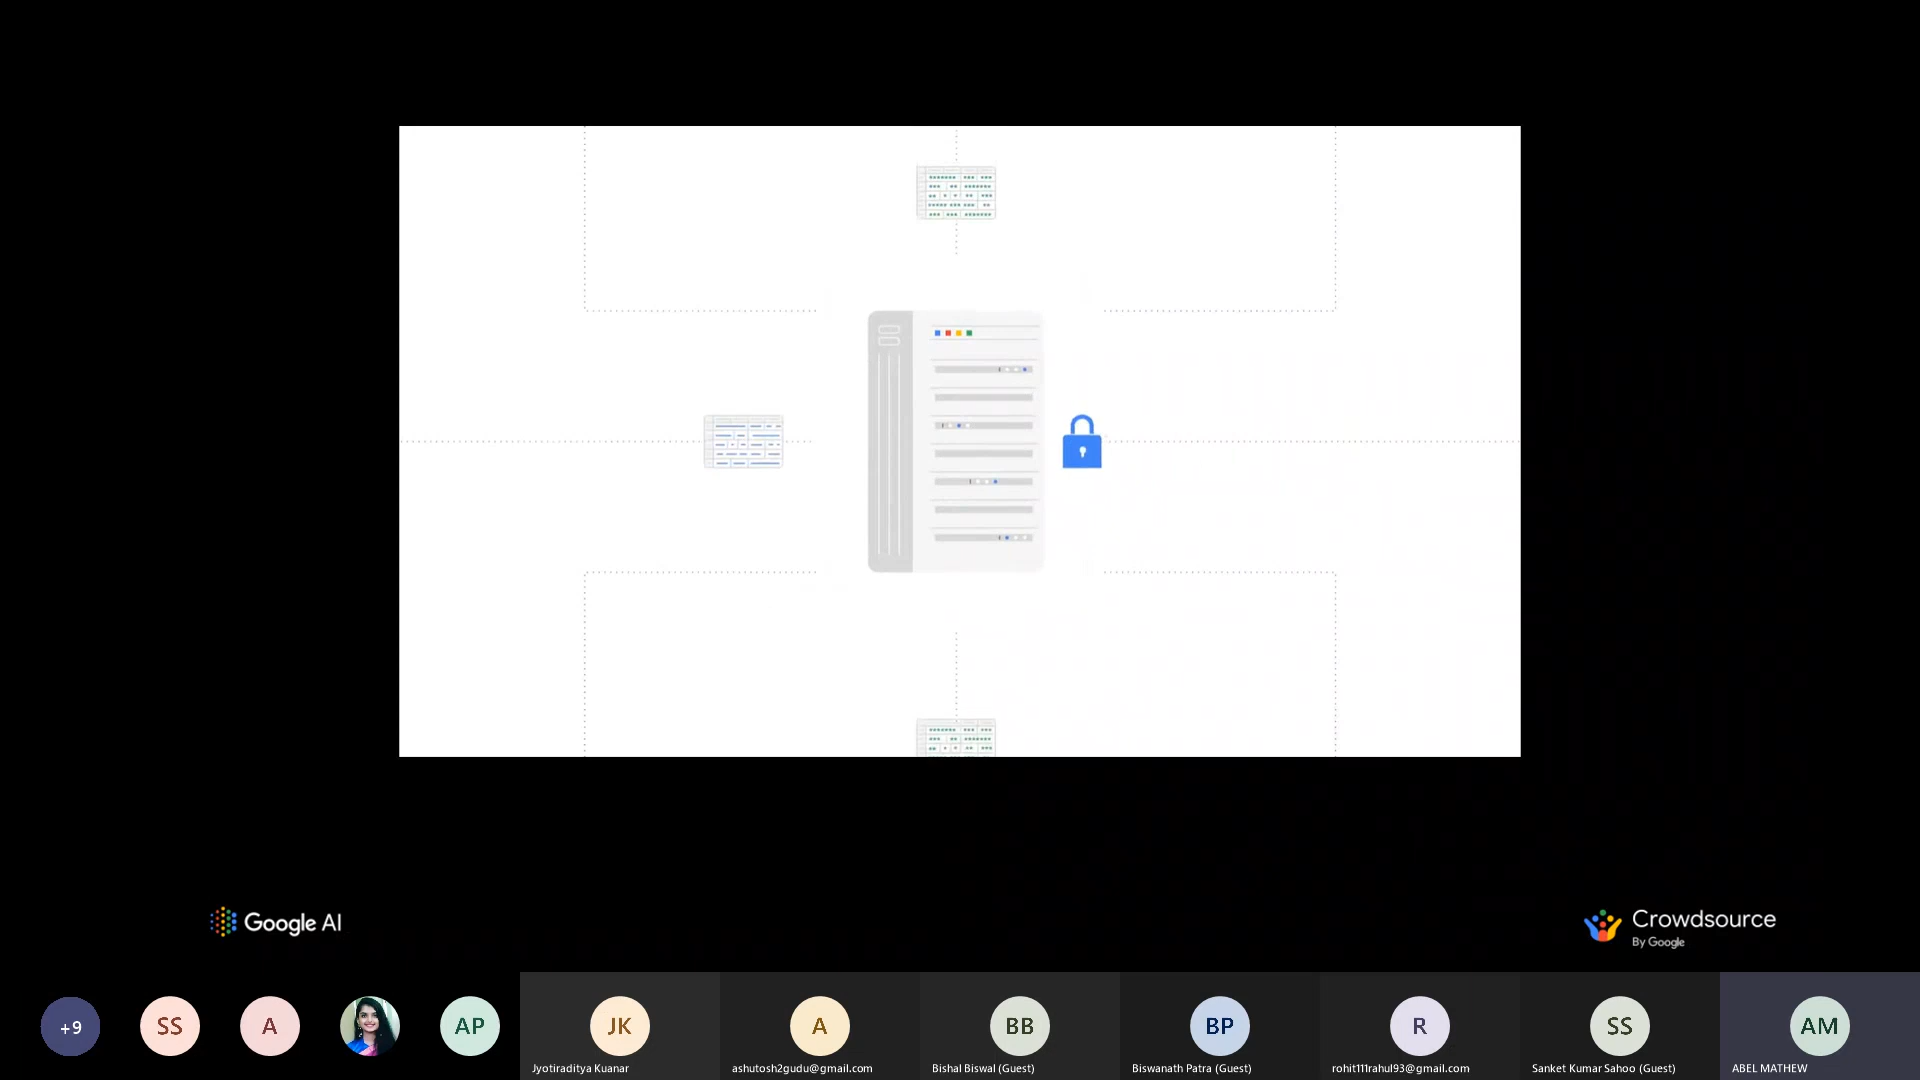 Google AI
Crowdsource
By Google
+9
SS
A
AP
JK
A
BB
BP
R
SS
AM
Jyotiraditya Kuanar
ashutosh2gudu@gmail.com
Bishal Biswal (Guest)
Biswanath Patra (Guest)
rohit111rahul93@gmail.com
Sanket Kumar Sahoo (Guest)
ABEL MATHEW